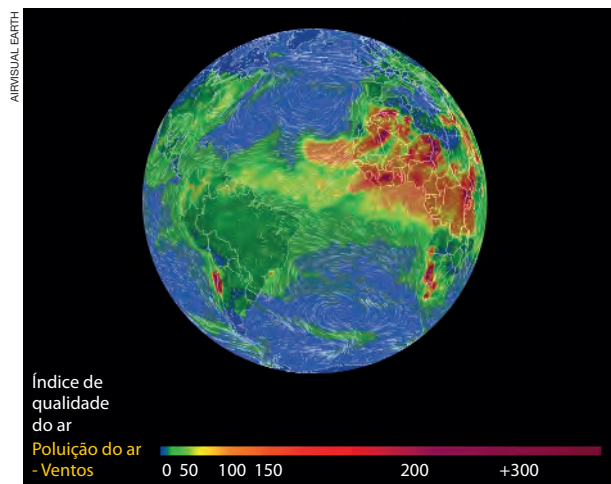 AIRVISUAL EARTH
Índice de
qualidade
do ar
Poluição do ar
- Ventos
0 50 100 150 200 +300